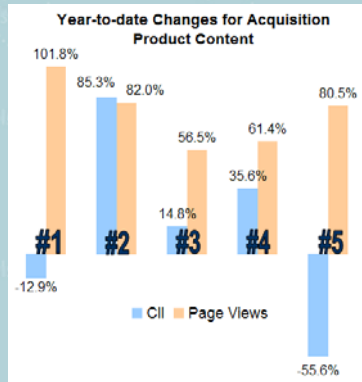 Year-to-date Changes for Acquisition
Product Content
101.8%
85.3%
82.0%
80.5%
56.5%
61.4%
35.6%
14.8%
#1 #2 #3 #4 #5
-12.9%
CII Page Views
-55.6%